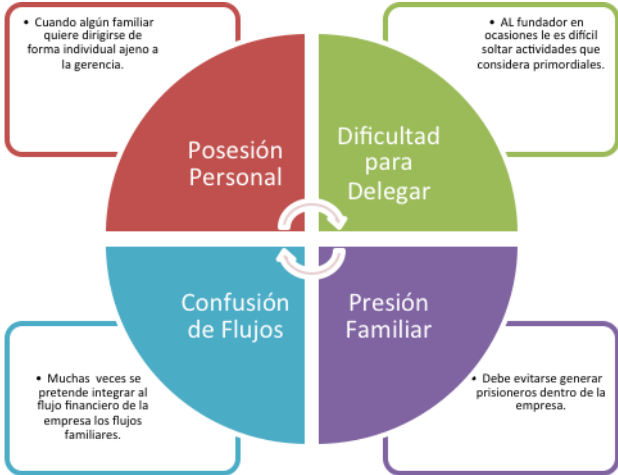 • Cuando algún familiar
quiere dirigirse de
forma individual ajeno a
la gerencia.
• AL fundador en
ocasiones le es difícil
soltar actividades que
considera primordiales.
Posesión
Personal
Dificultad
para
Delegar
Confusión
de Flujos
Presión
Familiar
• Muchas veces se
pretende integrar al
flujo financiero de la
empresa los flujos
familiares.
• Debe evitarse generar
prisioneros dentro de la
empresa.